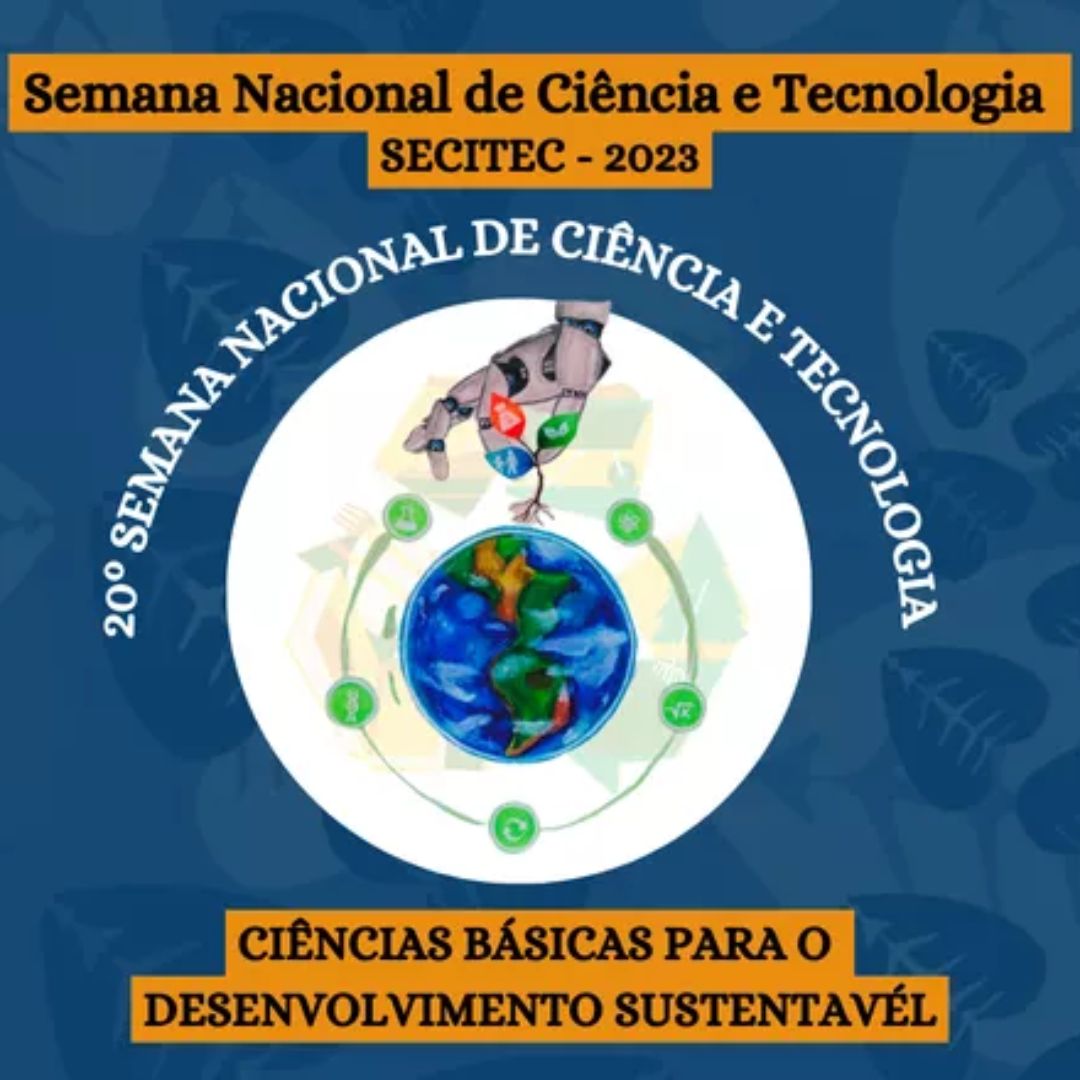 Semana Nacional de Ciência e Tecnologia
SECITEC - 2023
20º SEMANA NACIONAL DE CIÊNCIA E TECNOLOGIA
√x
CIÊNCIAS BÁSICAS PARA O
DESENVOLVIMENTO SUSTENTAVÉL